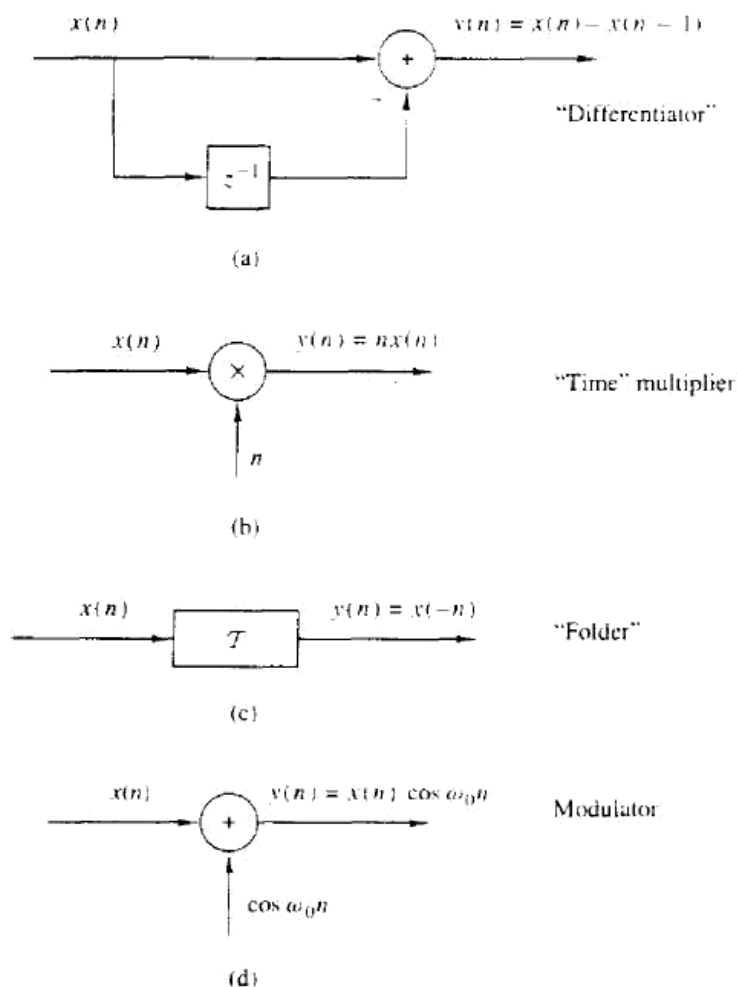 x(n)
y(n) = x(n) − x(n − 1)
+
−
"Differentiator"
z⁻¹
(a)
x(n)
y(n) = nx(n)
×
"Time" multiplier
n
(b)
x(n)
y(n) = x(−n)
𝒯
"Folder"
(c)
x(n)
y(n) = x(n) cos ω₀n
Modulator
+
cos ω₀n
(d)